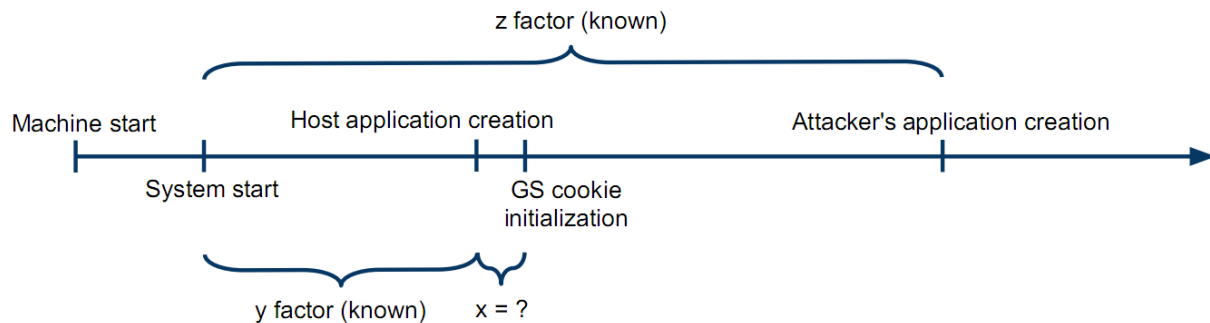 z factor (known)
Machine start
Host application creation
Attacker's application creation
System start
GS cookie
initialization
y factor (known)
x = ?